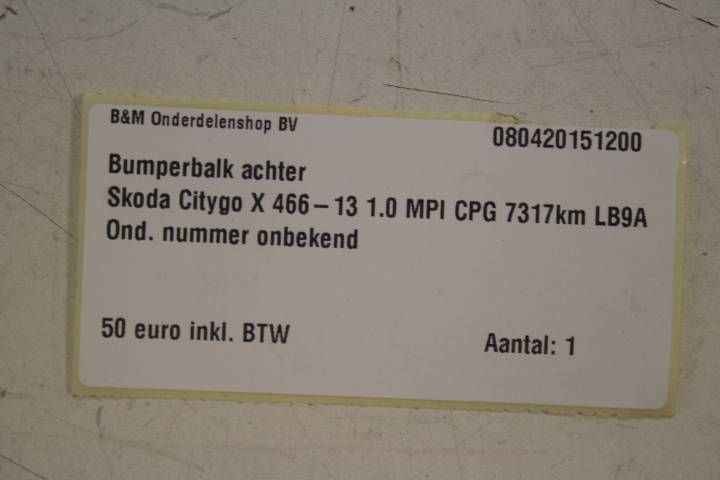 B&M Onderdelenshop BV
080420151200
Bumperbalk achter
Skoda Citygo X 466-13 1.0 MPI CPG 7317km LB9A
Ond. nummer onbekend
50 euro inkl. BTW
Aantal: 1